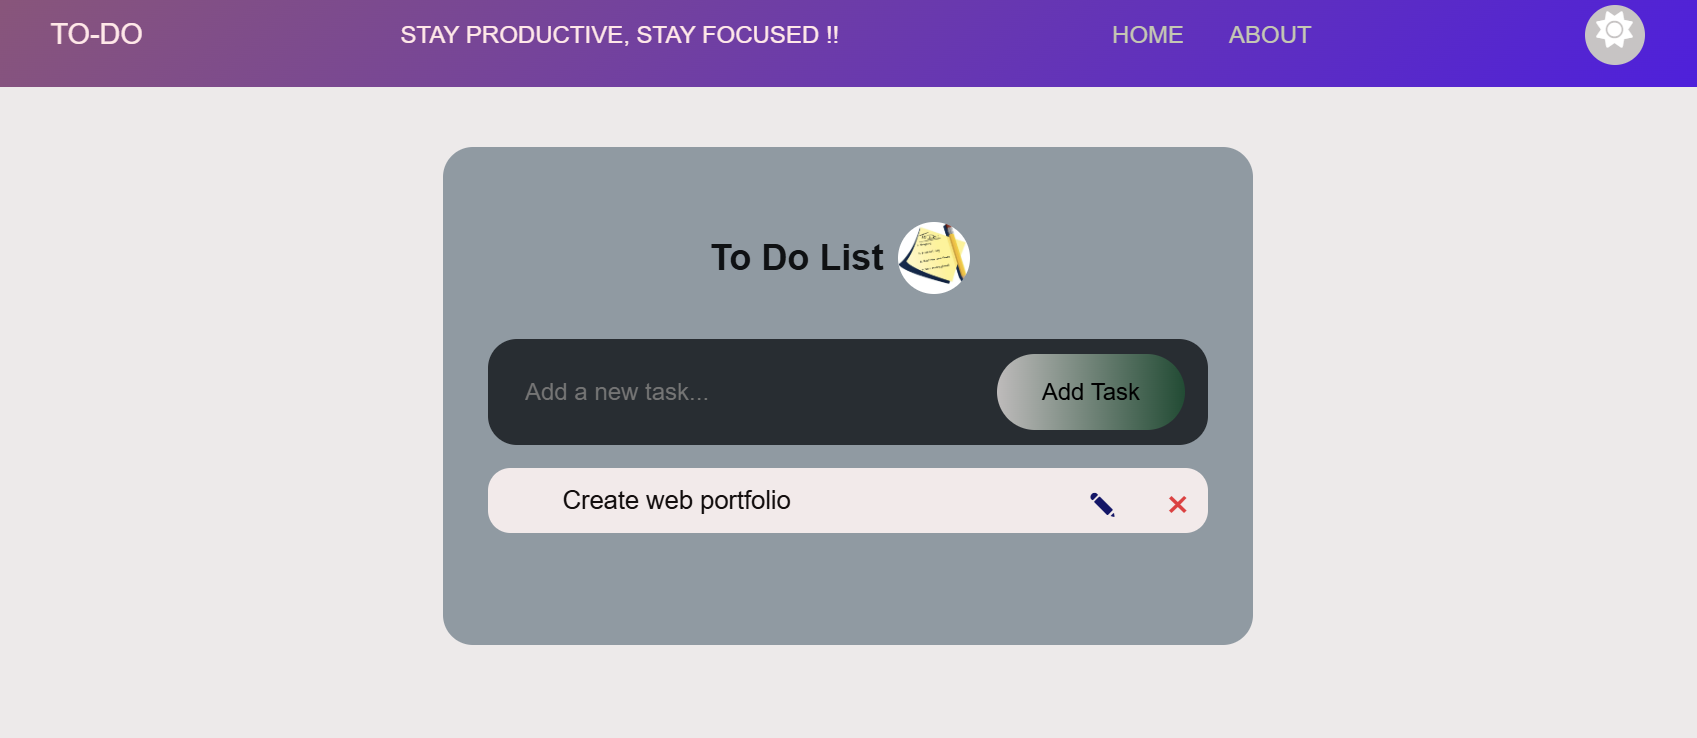 TO-DO
STAY PRODUCTIVE, STAY FOCUSED !!
HOME
ABOUT
To Do List
Add a new task...
Add Task
Create web portfolio